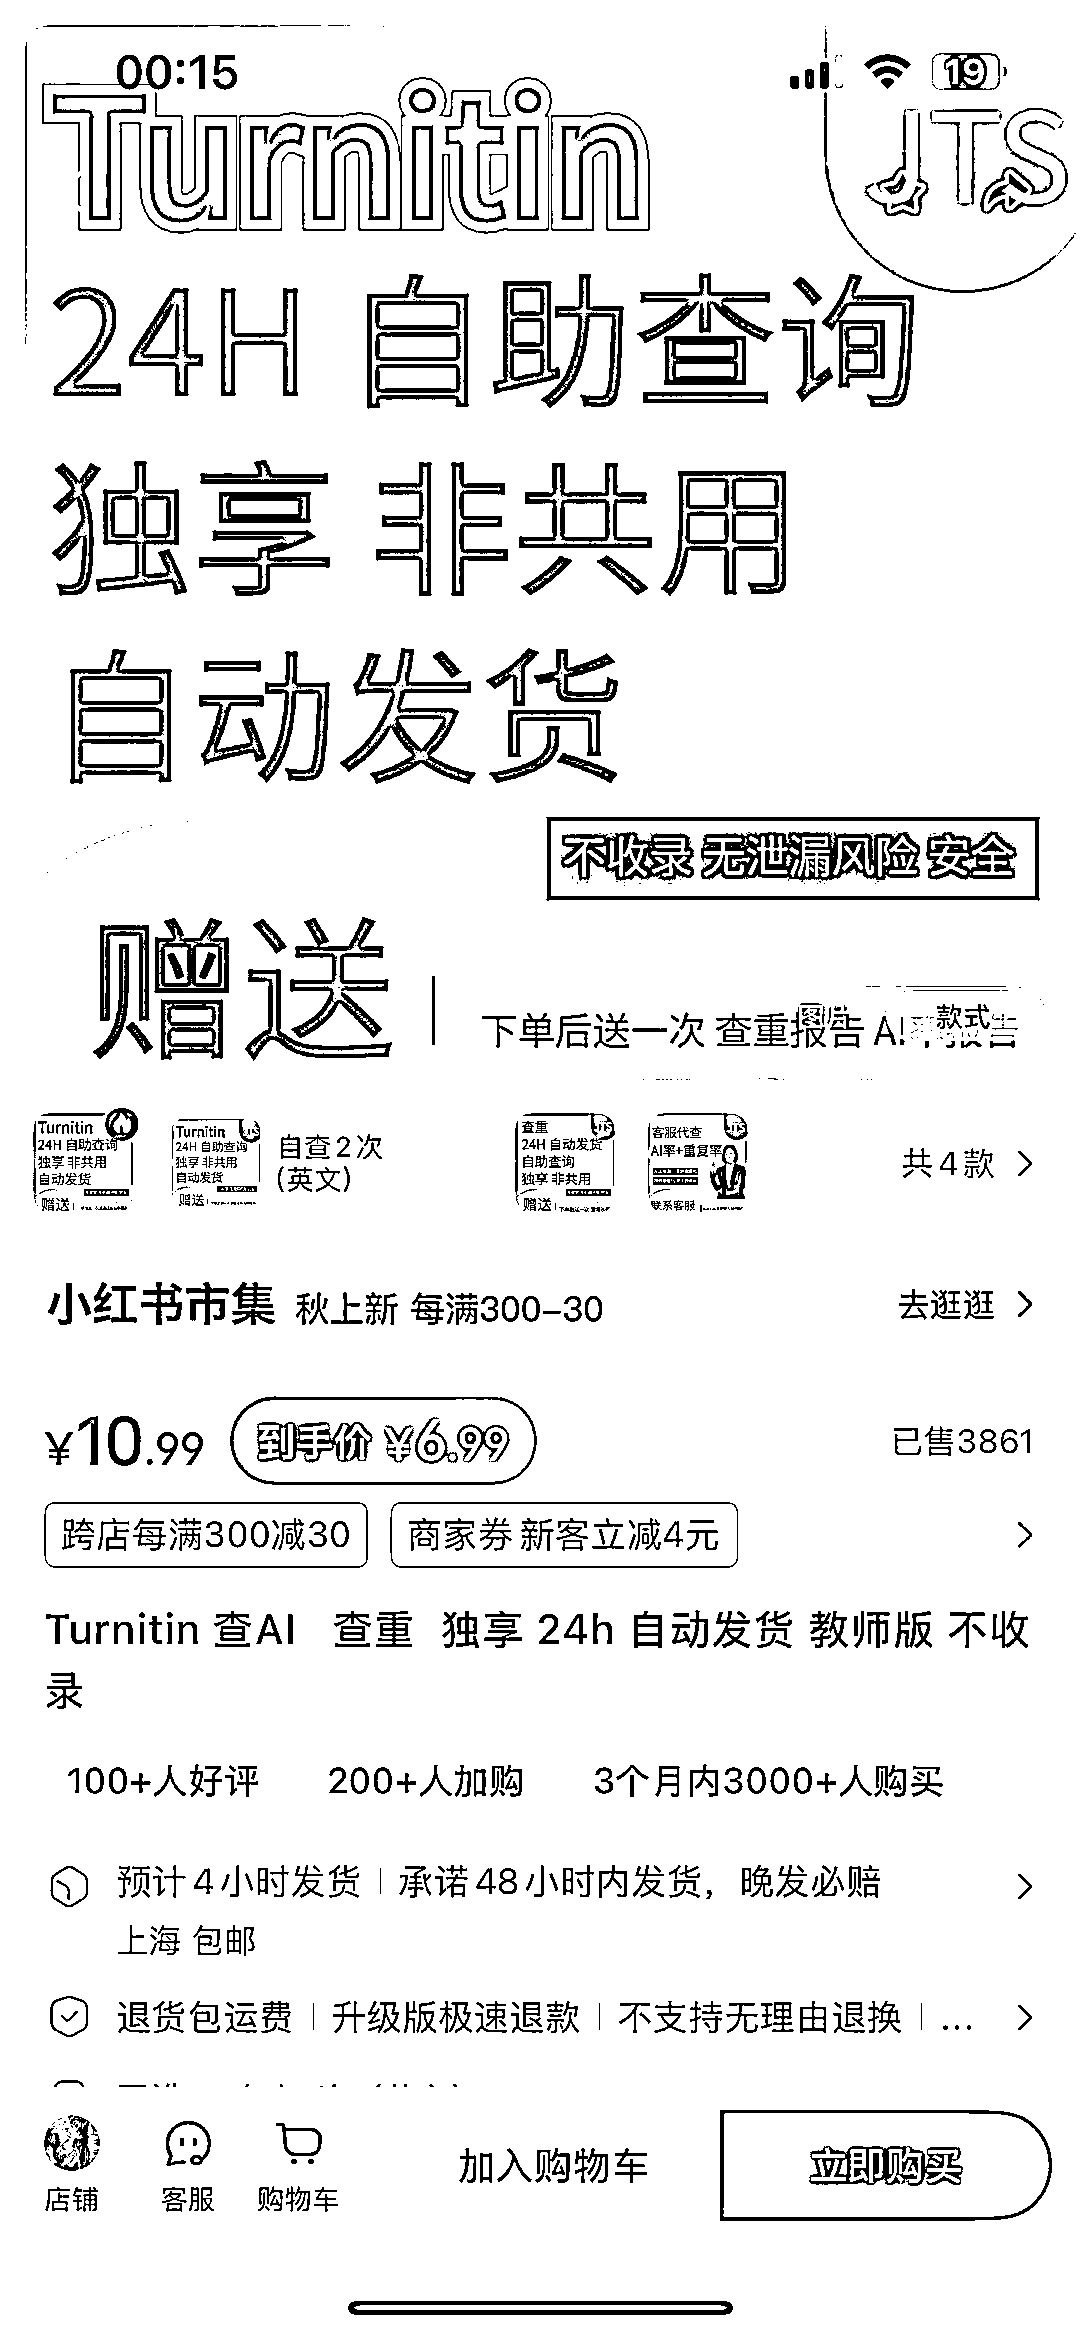 00:15
19
Turnitin
JTS
24H 自助查询
独享 非共用
自动发货
不收录 无泄漏风险 安全
赠送
下单后送一次 查重报告 AI
款式
Turnitin
24H 自助查询
独享 非共用
自动发货
赠送
Turnitin
24H 自助查询
独享 非共用
自动发货
赠送
自查2次
(英文)
查重
24H 自动发货
自助查询
独享 非共用
赠送
客服代查
AI率+重复率
联系客服
共4款
小红书市集 秋上新 每满300-30
去逛逛
¥10.99 到手价 ¥6.99
已售3861
跨店每满300减30 商家券 新客立减4元
Turnitin 查AI 查重 独享 24h 自动发货 教师版 不收
录
100+人好评 200+人加购 3个月内3000+人购买
预计4小时发货 | 承诺48小时内发货，晚发必赔
上海 包邮
退货包运费 | 升级版极速退款 | 不支持无理由退换 | ...
店铺
客服
购物车
加入购物车
立即购买